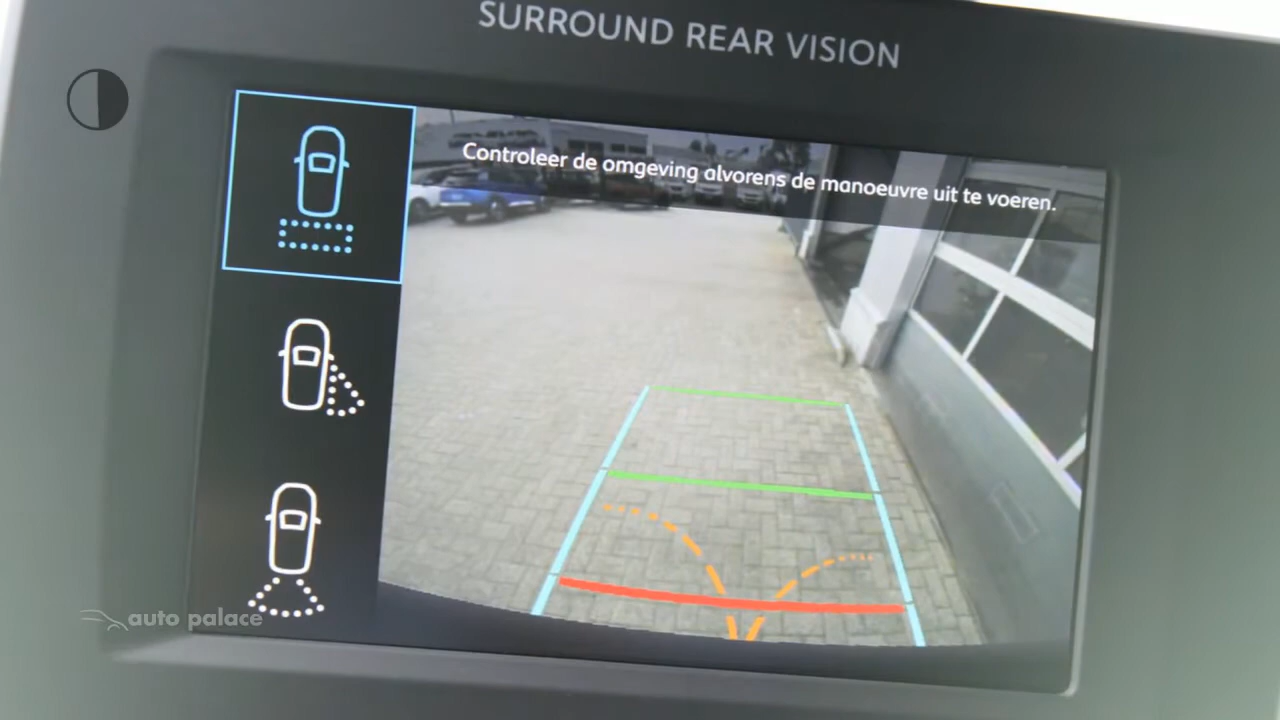 SURROUND REAR VISION
Controleer de omgeving alvorens de manoeuvre uit te voeren.
auto palace